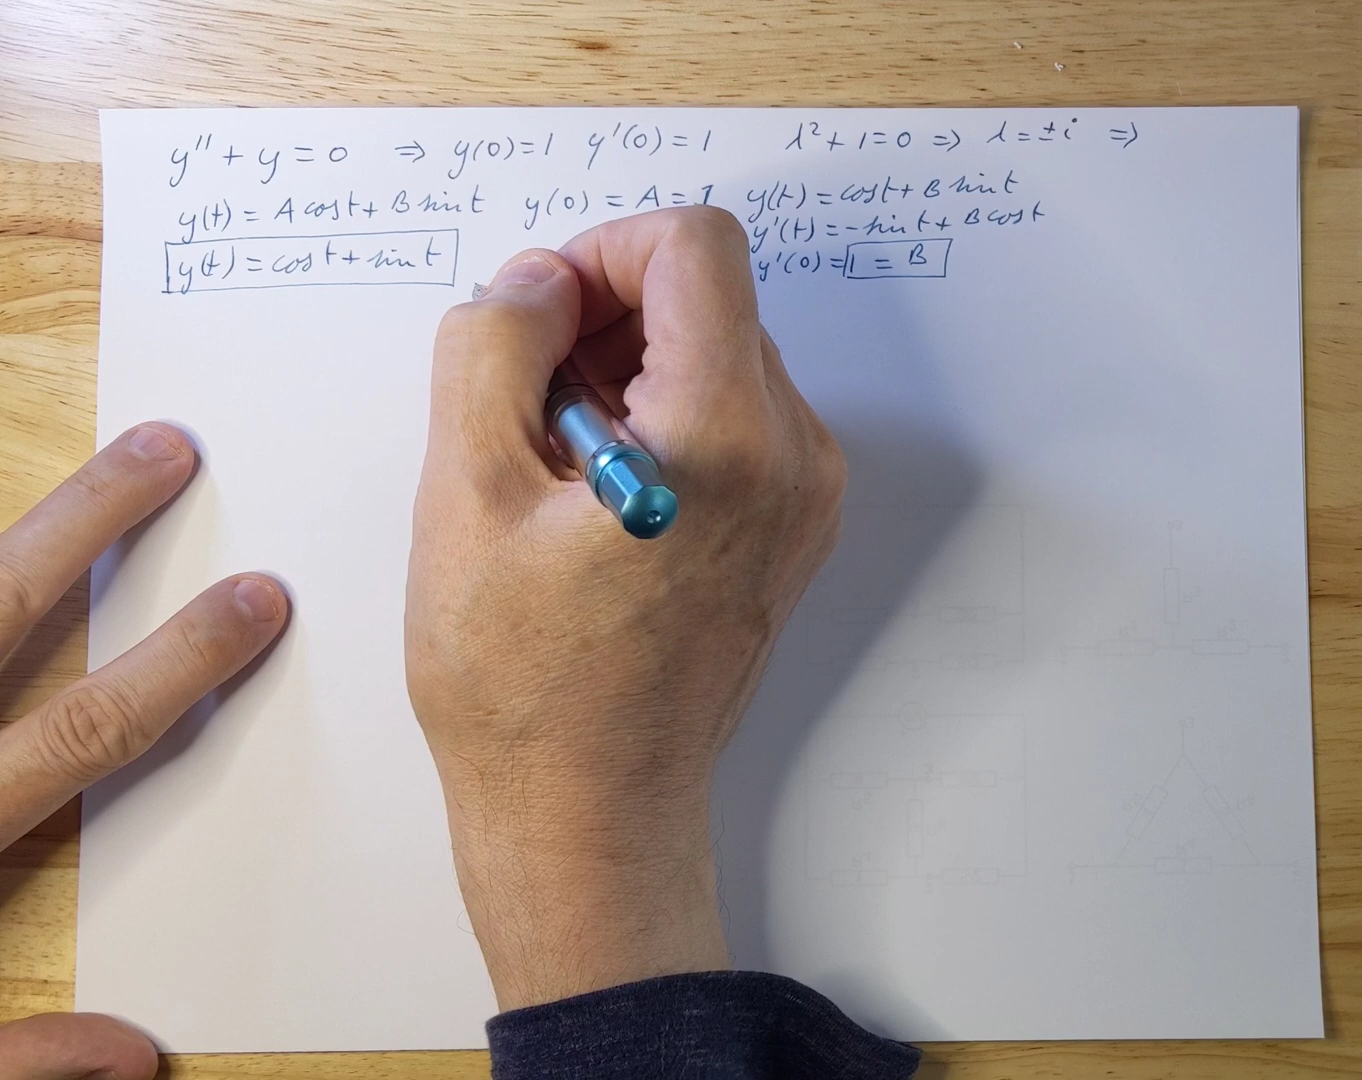 y'' + y = 0 ⇒ y(0)=1 y'(0)=1 λ²+1=0 ⇒ λ=±i ⇒
y(t) = A cos t + B sin t y(0) = A = 1 y(t) = cos t + B sin t
y'(t) = -sin t + B cos t
y(t) = cos t + sin t y'(0) = 1 = B